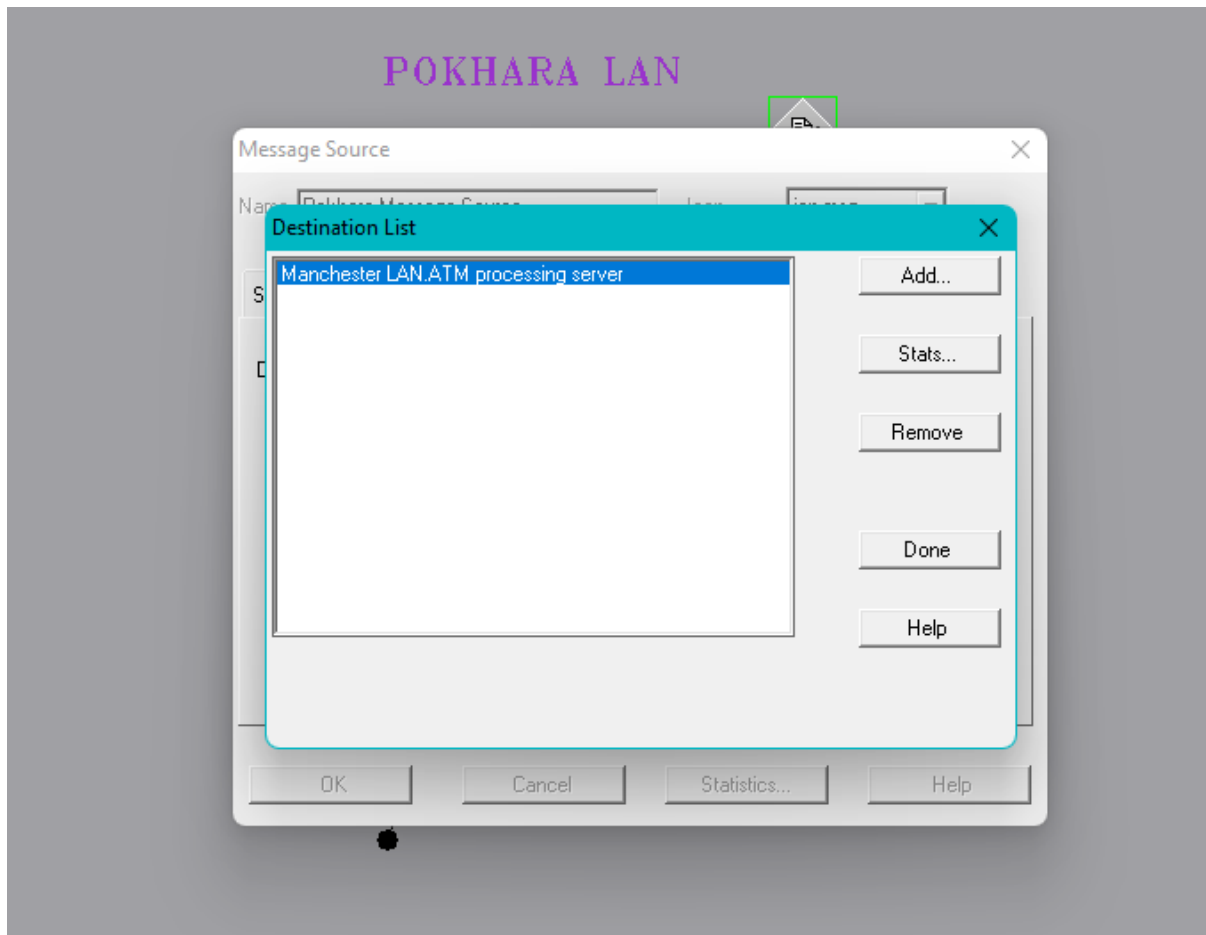 POKHARA LAN
Message Source
Destination List
Manchester LAN.ATM processing server
Add...
S
Stats...
Remove
Done
Help
OK Cancel Statistics... Help